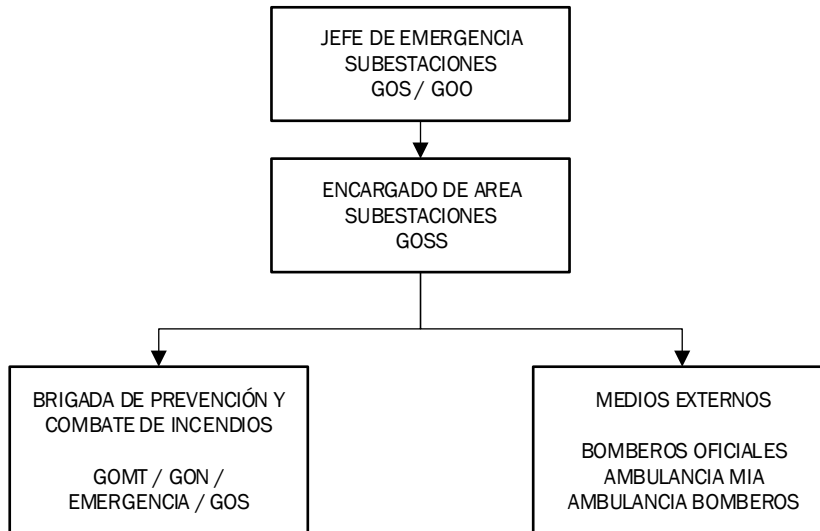 JEFE DE EMERGENCIA
SUBESTACIONES
GOS / GOO
ENCARGADO DE AREA
SUBESTACIONES
GOSS
BRIGADA DE PREVENCIÓN Y
COMBATE DE INCENDIOS
GOMT / GON /
EMERGENCIA / GOS
MEDIOS EXTERNOS
BOMBEROS OFICIALES
AMBULANCIA MIA
AMBULANCIA BOMBEROS